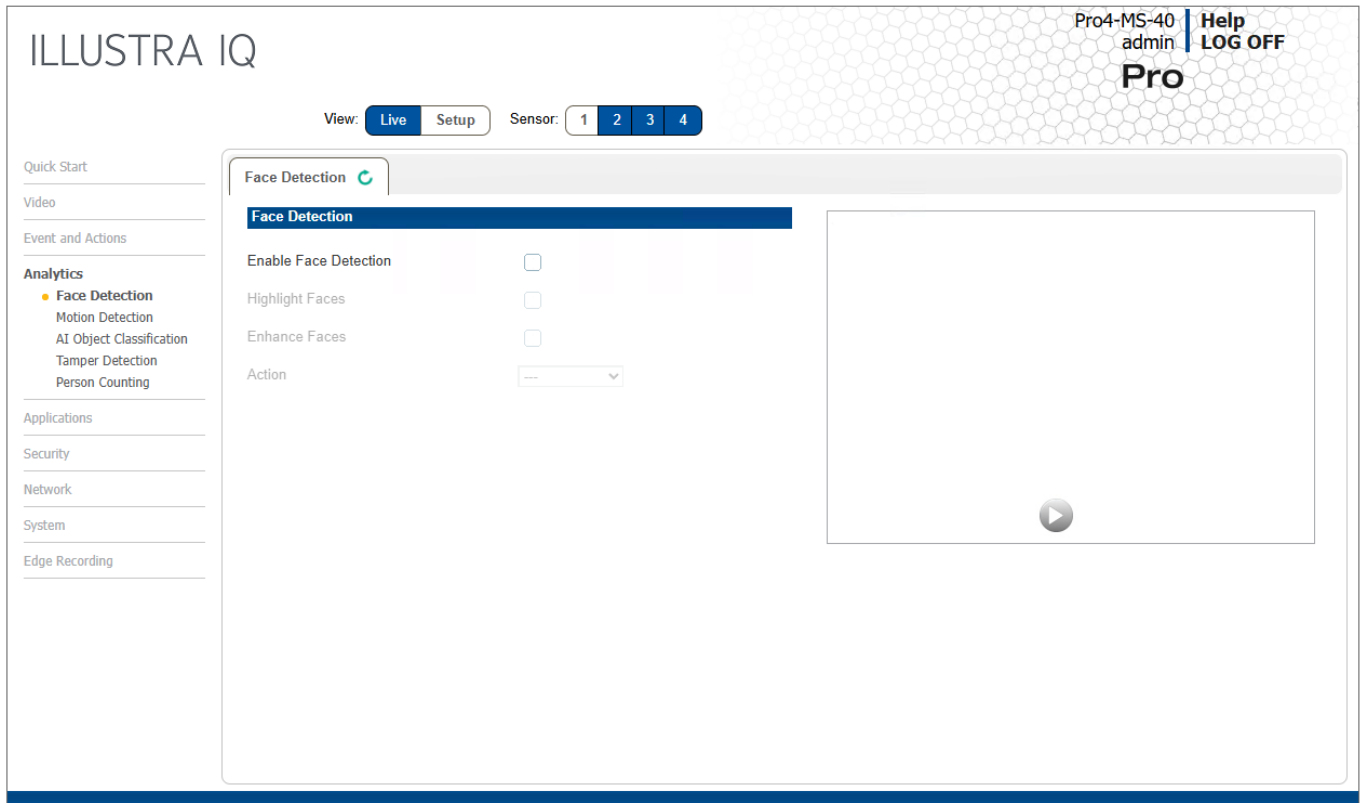 ILLUSTRA IQ
Pro4-MS-40 Help
admin LOG OFF
Pro
View: Live Setup Sensor: 1 2 3 4
Quick Start
Video
Event and Actions
Analytics
Face Detection
Motion Detection
AI Object Classification
Tamper Detection
Person Counting
Applications
Security
Network
System
Edge Recording
Face Detection
Face Detection
Enable Face Detection
Highlight Faces
Enhance Faces
Action ---